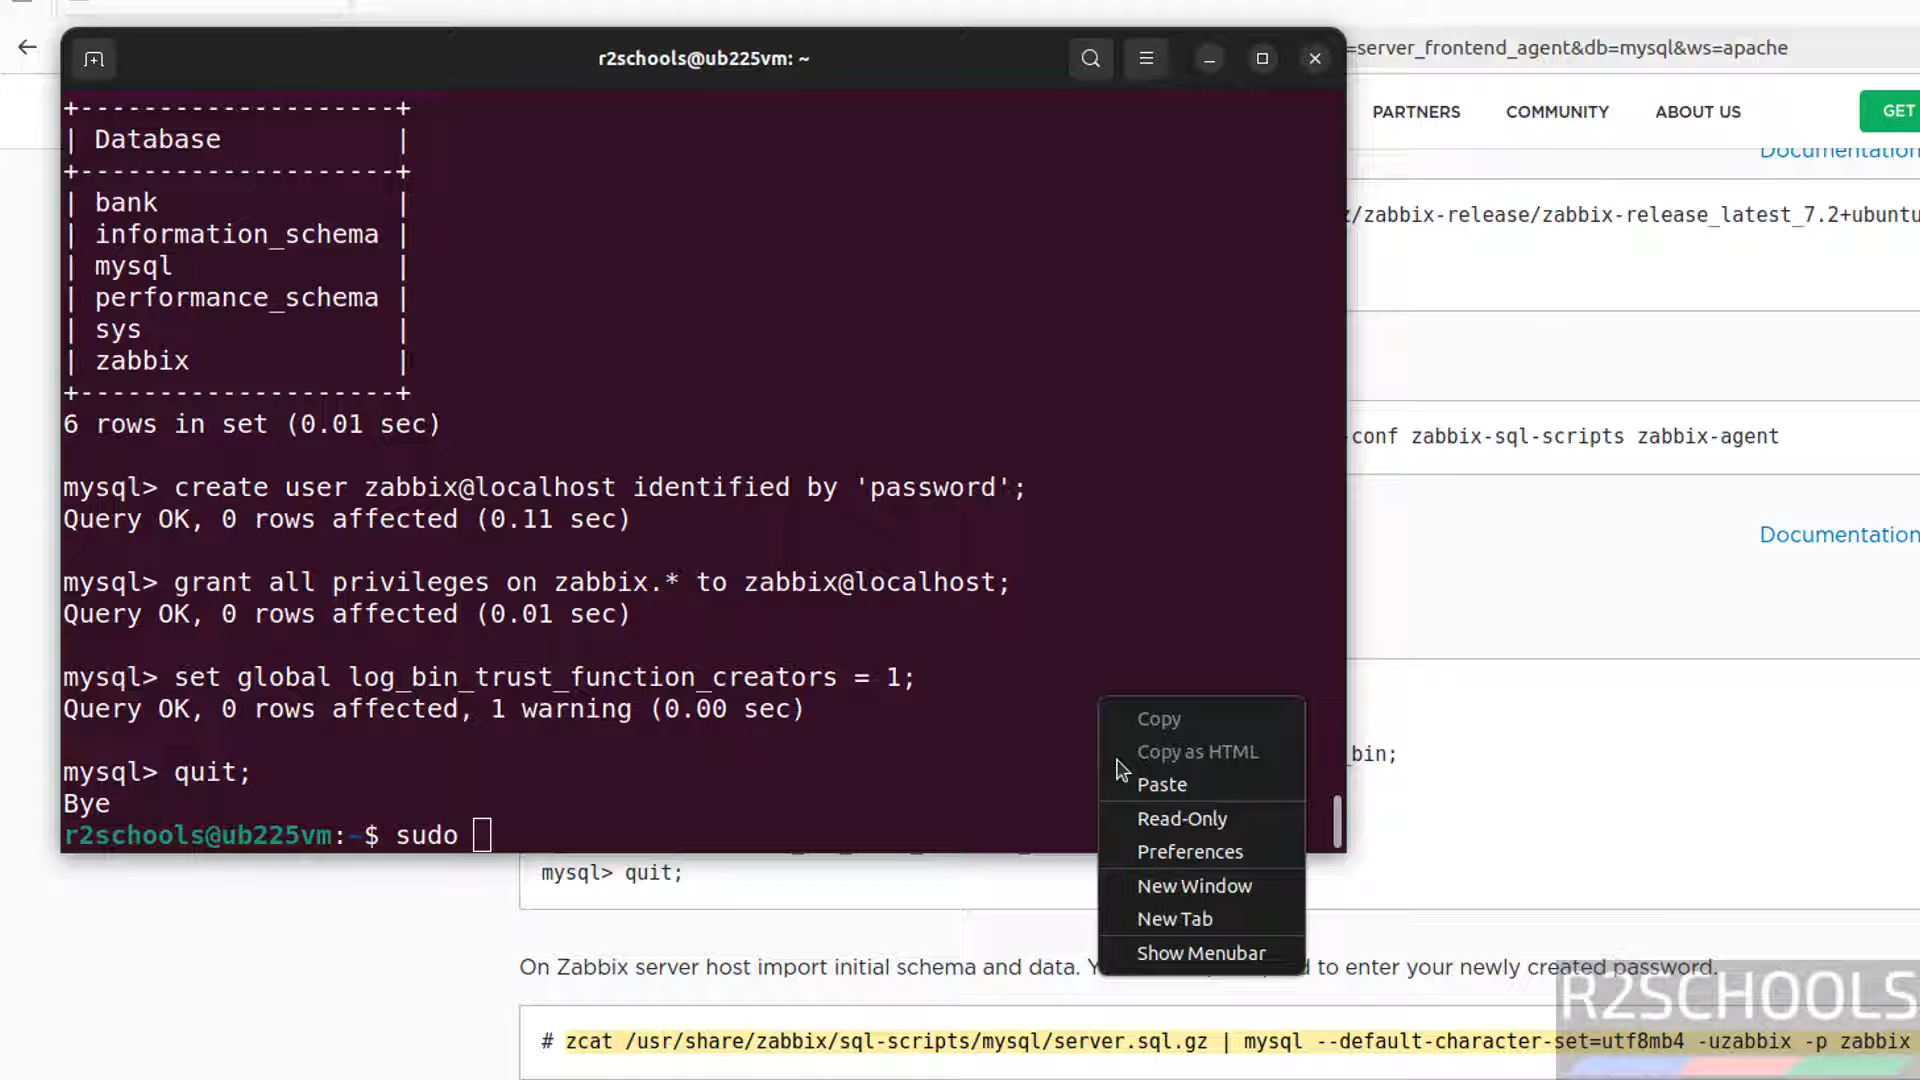 r2schools@ub225vm: ~
=server_frontend_agent&db=mysql&ws=apache
PARTNERS COMMUNITY ABOUT US GET
Documentation
+--------------------+
| Database |
+--------------------+
| bank |
| information_schema |
| mysql |
| performance_schema |
| sys |
| zabbix |
+--------------------+
6 rows in set (0.01 sec)
/zabbix-release/zabbix-release_latest_7.2+ubuntu
-conf zabbix-sql-scripts zabbix-agent
mysql> create user zabbix@localhost identified by 'password';
Query OK, 0 rows affected (0.11 sec)
Documentation
mysql> grant all privileges on zabbix.* to zabbix@localhost;
Query OK, 0 rows affected (0.01 sec)
mysql> set global log_bin_trust_function_creators = 1;
Query OK, 0 rows affected, 1 warning (0.00 sec)
_bin;
mysql> quit;
Bye
r2schools@ub225vm:~$ sudo
Copy
Copy as HTML
Paste
Read-Only
Preferences
New Window
New Tab
Show Menubar
mysql> quit;
On Zabbix server host import initial schema and data. to enter your newly created password.
# zcat /usr/share/zabbix/sql-scripts/mysql/server.sql.gz | mysql --default-character-set=utf8mb4 -uzabbix -p zabbix
R2SCHOOLS